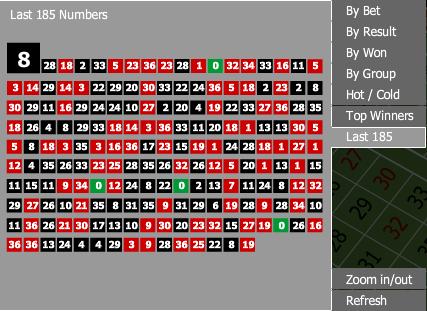 Last 185 Numbers
8 28 18 2 33 5 23 36 23 28 1 0 32 34 33 16 11 5
3 14 29 14 3 22 29 20 30 33 22 24 36 5 18 2 23 2 8
30 29 11 16 29 24 24 10 27 2 20 4 19 22 33 27 36 28 35
18 26 4 8 29 33 18 14 3 36 33 11 20 18 1 13 13 30 5
5 8 18 3 35 3 16 36 17 23 15 19 1 24 28 18 1 27 1
12 4 35 26 33 23 25 28 35 26 32 26 12 5 20 1 13 1 15
11 15 11 9 34 0 12 24 8 22 0 2 13 7 11 24 8 12 32
29 27 26 10 21 35 8 31 35 9 31 29 6 19 28 9 28 34 10
11 36 26 21 30 17 13 10 9 30 20 23 32 15 27 19 0 26 16
36 36 13 24 4 4 29 3 9 28 36 25 22 8 19
By Bet
By Result
By Won
By Group
Hot / Cold
Top Winners
Last 185
27
30
29
32
28
31
Zoom in/out
Refresh